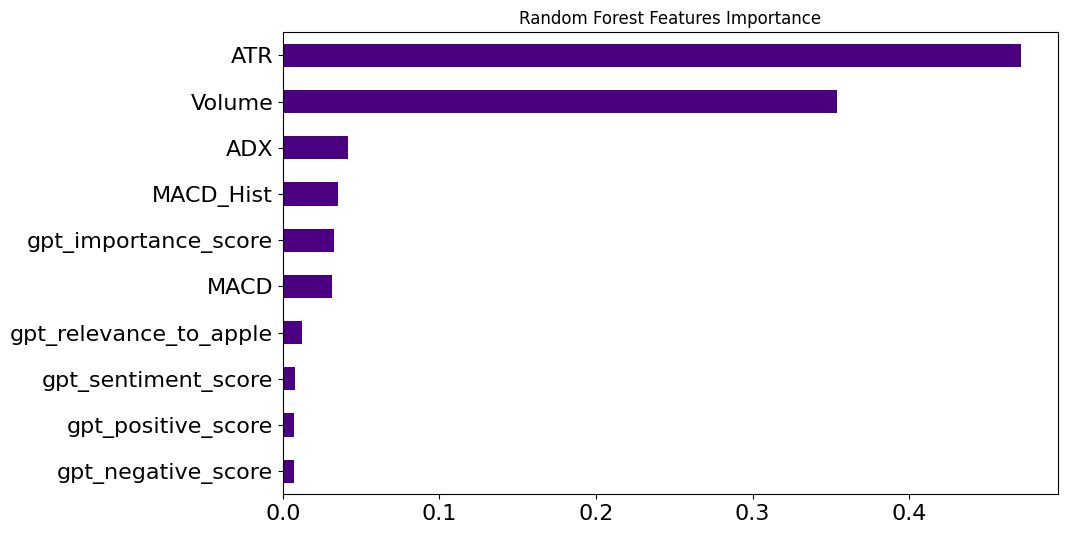 Random Forest Features Importance
ATR
Volume
ADX
MACD_Hist
gpt_importance_score
MACD
gpt_relevance_to_apple
gpt_sentiment_score
gpt_positive_score
gpt_negative_score
0.0 0.1 0.2 0.3 0.4